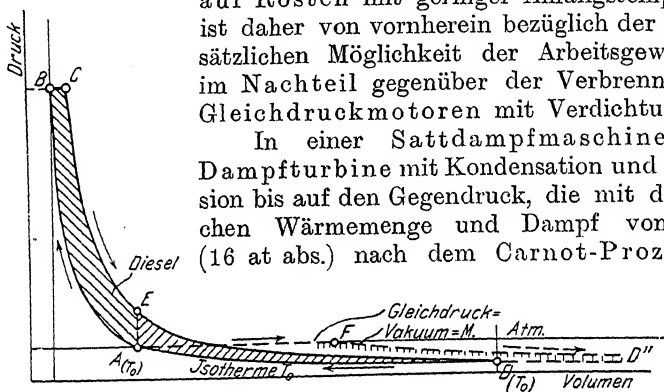 auf Kosten mit geringer
ist daher von vornherein bezüglich der
sätzlichen Möglichkeit der Arbeitsgew
im Nachteil gegenüber der Verbrenn
Gleichdruckmotoren mit Verdichtu
In einer Sattdampfmaschine
Dampfturbine mit Kondensation und
sion bis auf den Gegendruck, die mit d
chen Wärmemenge und Dampf von
(16 at abs.) nach dem Carnot-Proz
Druck
B C
Diesel
E
Gleichdruck=
Vakuum=M. Atm.
F
A(T₀) Isotherme T₀ (T₀) D"
Volumen